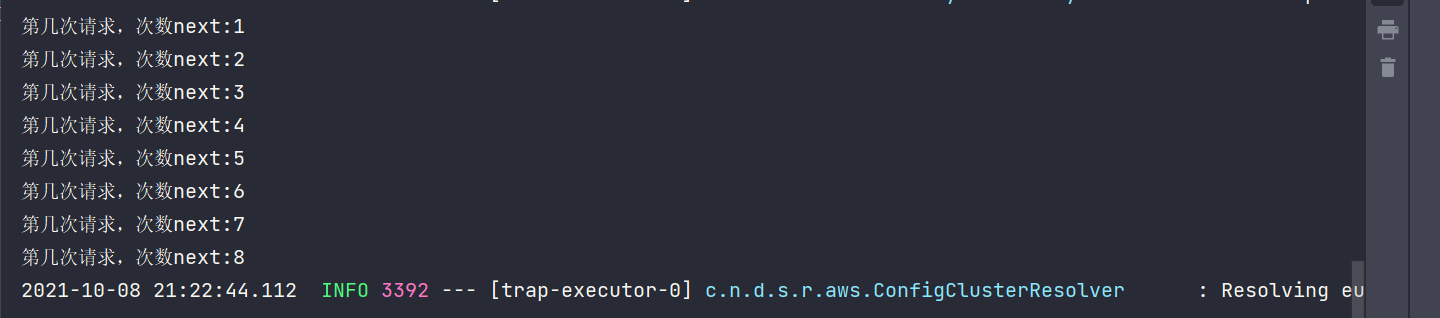 第几次请求，次数next:1
第几次请求，次数next:2
第几次请求，次数next:3
第几次请求，次数next:4
第几次请求，次数next:5
第几次请求，次数next:6
第几次请求，次数next:7
第几次请求，次数next:8
2021-10-08 21:22:44.112  INFO 3392 --- [trap-executor-0] c.n.d.s.r.aws.ConfigClusterResolver      : Resolving eu